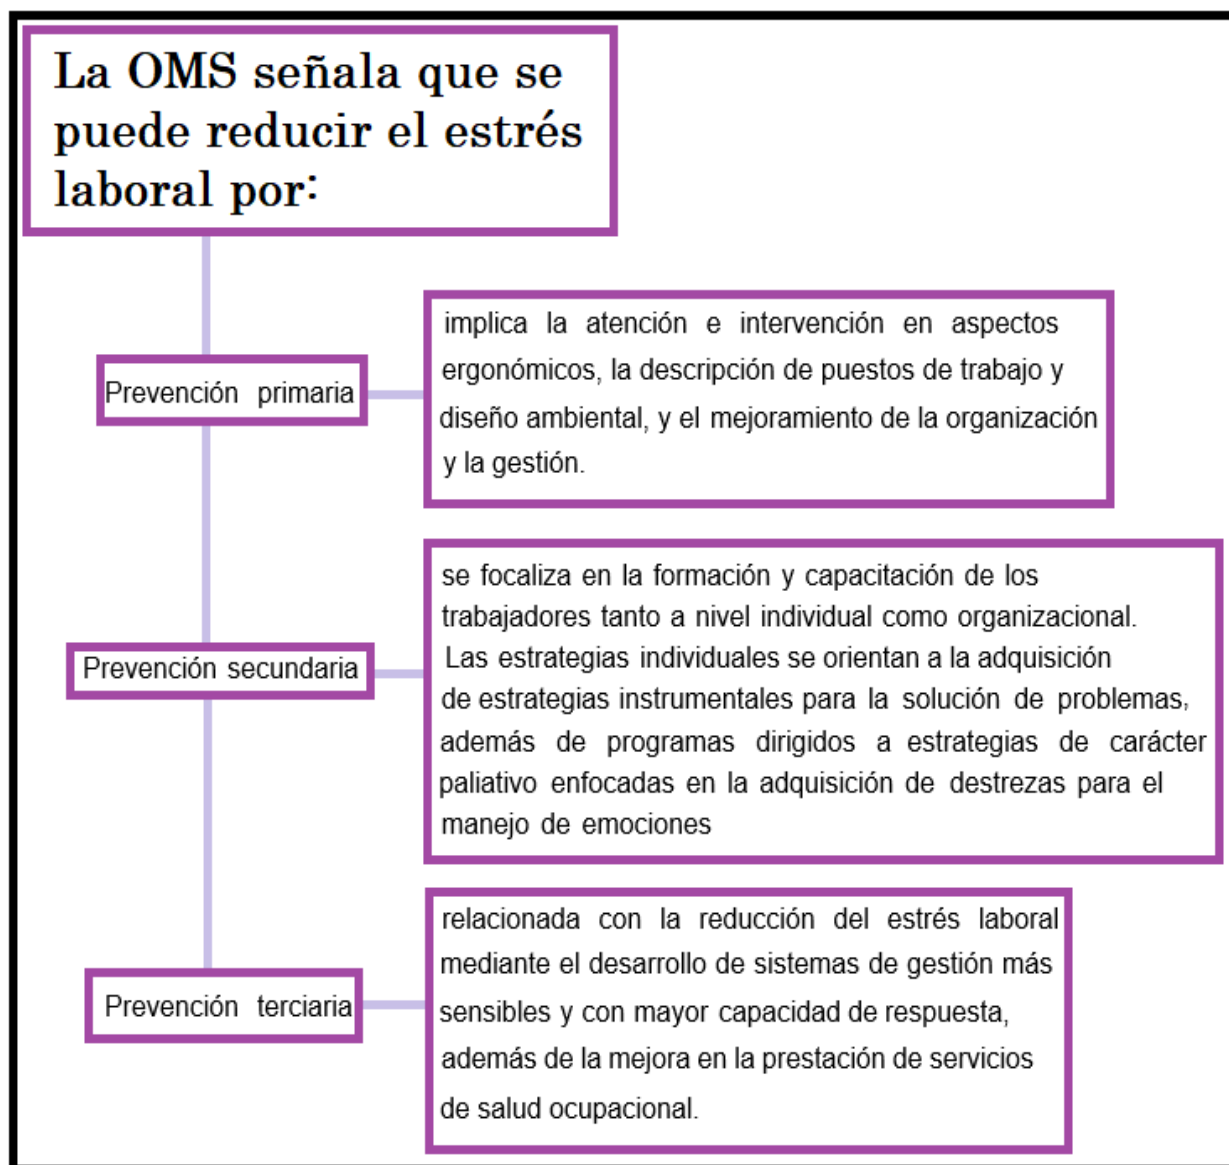 La OMS señala que se
puede reducir el estrés
laboral por:
Prevención primaria
implica la atención e intervención en aspectos
ergonómicos, la descripción de puestos de trabajo y
diseño ambiental, y el mejoramiento de la organización
y la gestión.
Prevención secundaria
se focaliza en la formación y capacitación de los
trabajadores tanto a nivel individual como organizacional.
Las estrategias individuales se orientan a la adquisición
de estrategias instrumentales para la solución de problemas,
además de programas dirigidos a estrategias de carácter
paliativo enfocadas en la adquisición de destrezas para el
manejo de emociones
Prevención terciaria
relacionada con la reducción del estrés laboral
mediante el desarrollo de sistemas de gestión más
sensibles y con mayor capacidad de respuesta,
además de la mejora en la prestación de servicios
de salud ocupacional.